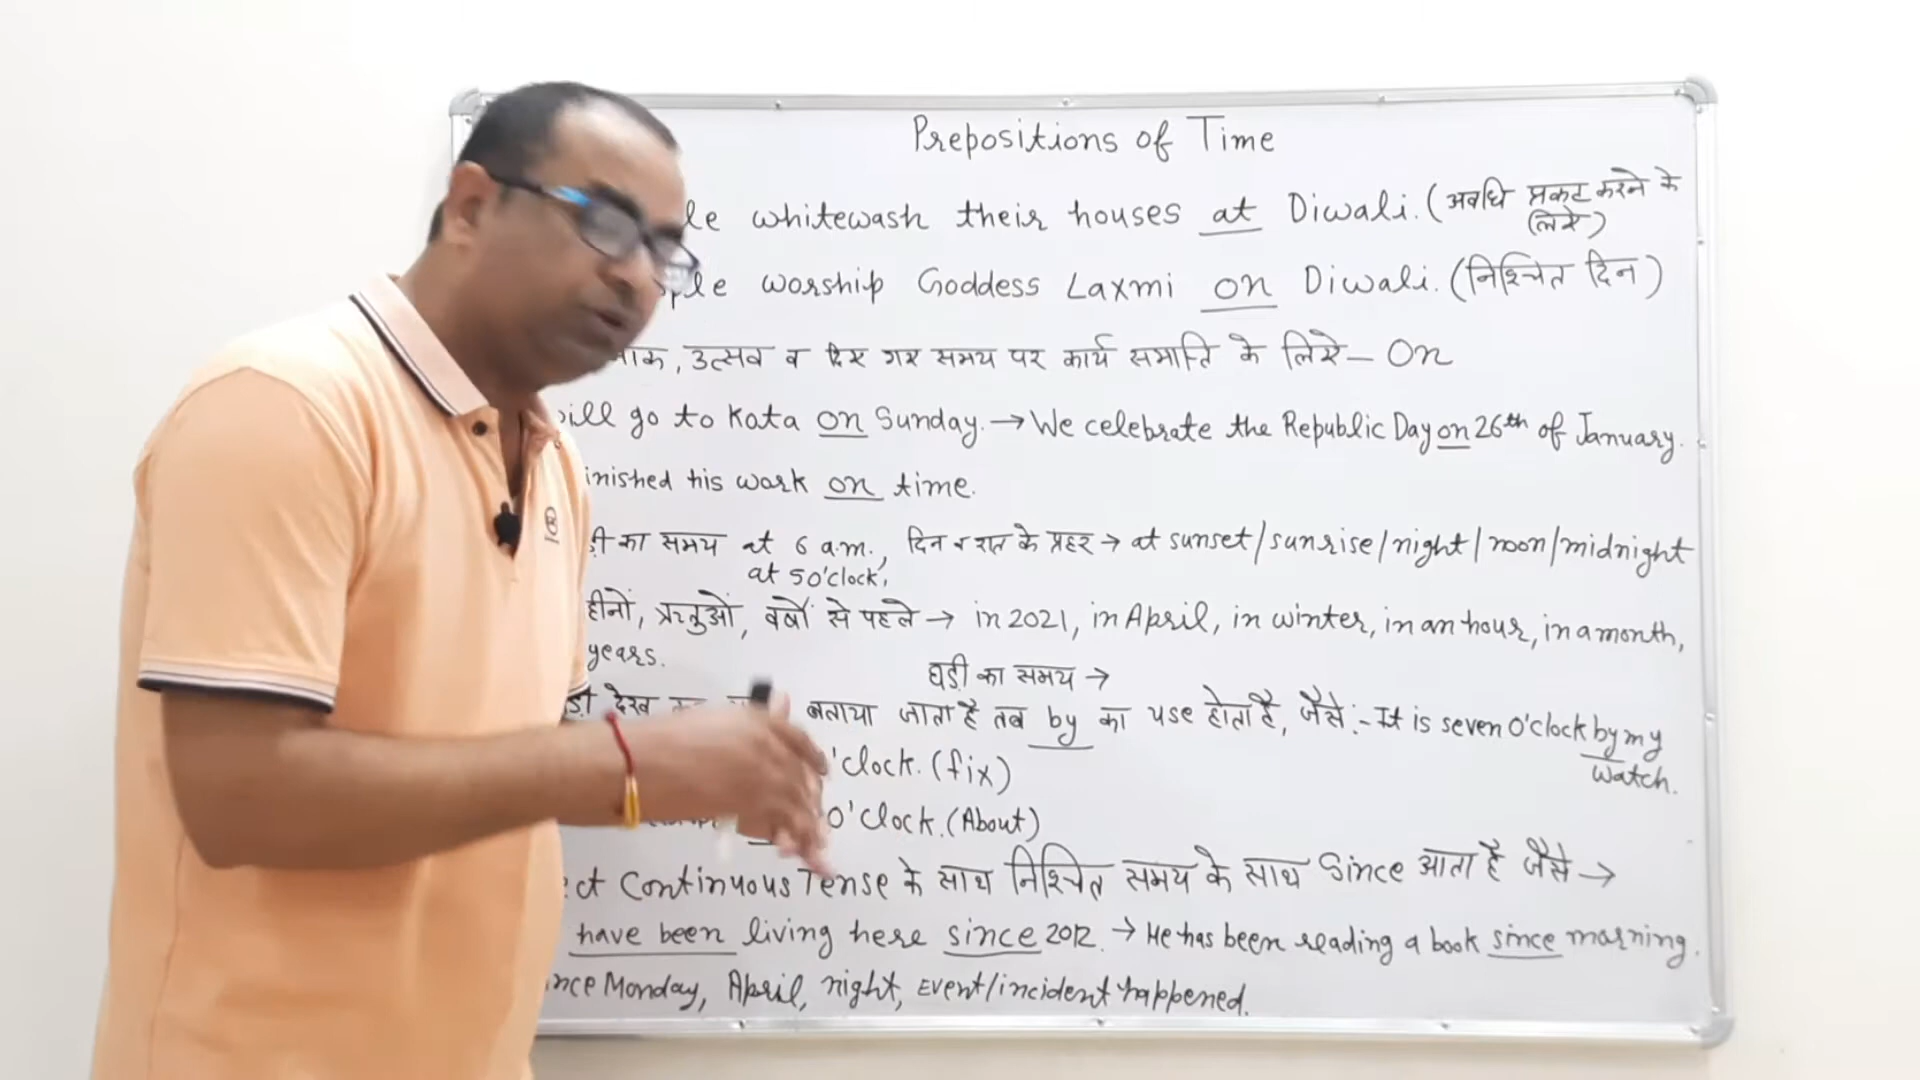 Prepositions of Time
le whitewash their houses at Diwali. (अवधि प्रकट करने के लिये)
ple worship Goddess Laxmi on Diwali. (निश्चित दिन)
नाक, उत्सव व दिए गए समय पर कार्य समाप्ति के लिये - On
ill go to Kota on Sunday. → We celebrate the Republic Day on 26th of January.
inished his work on time.
ड़ी का समय at 6 a.m., दिन व रात के प्रहर → at sunset/sunrise/night/noon/midnight
at 5 o'clock,
हीनों, ऋतुओं, वर्षों से पहले → in 2021, in April, in winter, in an hour, in a month,
years.
घड़ी का समय →
ड़ी देख बताया जाता है तब by का use होता है, जैसे :- It is seven o'clock by my watch.
'clock. (fix)
o'clock. (About)
ect Continuous Tense के साथ निश्चित समय के साथ Since आता है जैसे →
have been living here since 2012. → He has been reading a book since morning.
nce Monday, April, night, Event/incident happened.